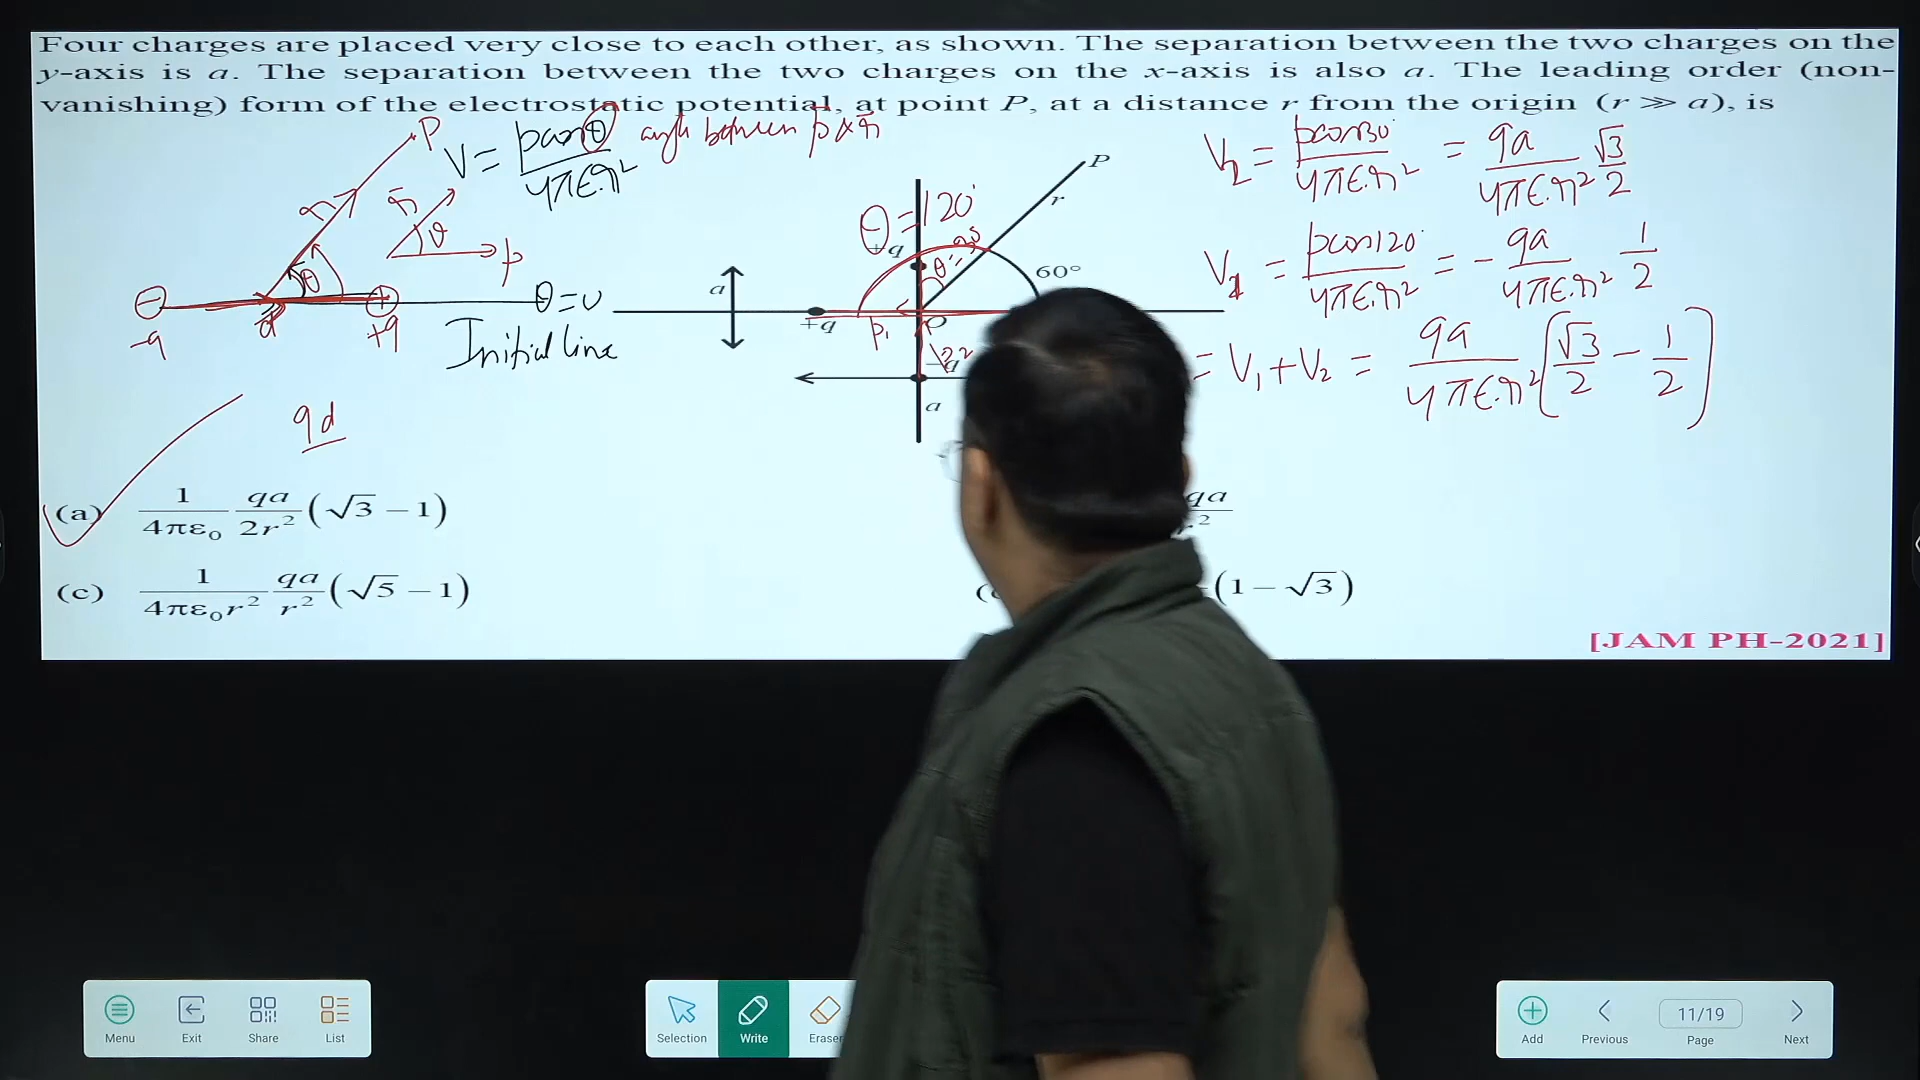 Four charges are placed very close to each other, as shown. The separation between the two charges on the
y-axis is a. The separation between the two charges on the x-axis is also a. The leading order (non-
vanishing) form of the electrostatic potential, at point P, at a distance r from the origin (r ≫ a), is
P
V = pcosθ / 4πε₀r²
angle between p⃗ & r⃗
r⃗
θ
p
−q
d
+q
θ = 0
Initial line
qd
P
r
θ = 120°
+q
60°
a
+q
p₁
O
−q
a
V₂ = pcos30° / 4πε₀r² = qa / 4πε₀r² √3/2
V₁ = pcos120° / 4πε₀r² = − qa / 4πε₀r² 1/2
= V₁ + V₂ = qa / 4πε₀r² [√3/2 − 1/2]
(a) 1/4πε₀ qa/2r² (√3 − 1)
qa/r²
(c) 1/4πε₀r² qa/r² (√5 − 1)
(1 − √3)
[JAM PH-2021]
Menu
Exit
Share
List
Selection
Write
Eraser
Add
Previous
11/19
Page
Next